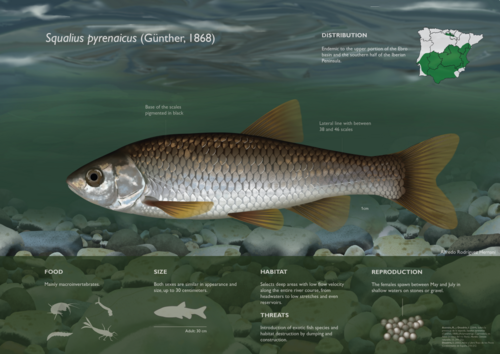 Squalius pyrenaicus (Günther, 1868)
DISTRIBUTION
Endemic to the upper portion of the Ebro
basin and the southern half of the Iberian
Peninsula.
Base of the scales
pigmented in black
Lateral line with between
38 and 46 scales
FOOD
Mainly macroinvertebrates
SIZE
Both sexes are similar in appearance and
size, up to 30 centimeters.
Adult: 20 cm
HABITAT
Selects deep areas with low flow velocity
along the entire river course, from
headwaters to low stretches and even
reservoirs.
THREATS
Introduction of exotic fish species and
habitat destruction by dumping and
contamination.
REPRODUCTION
The females spawn between May and July in
shallow waters on stones or gravel.